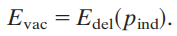 E_vac = E_del(p_ind).